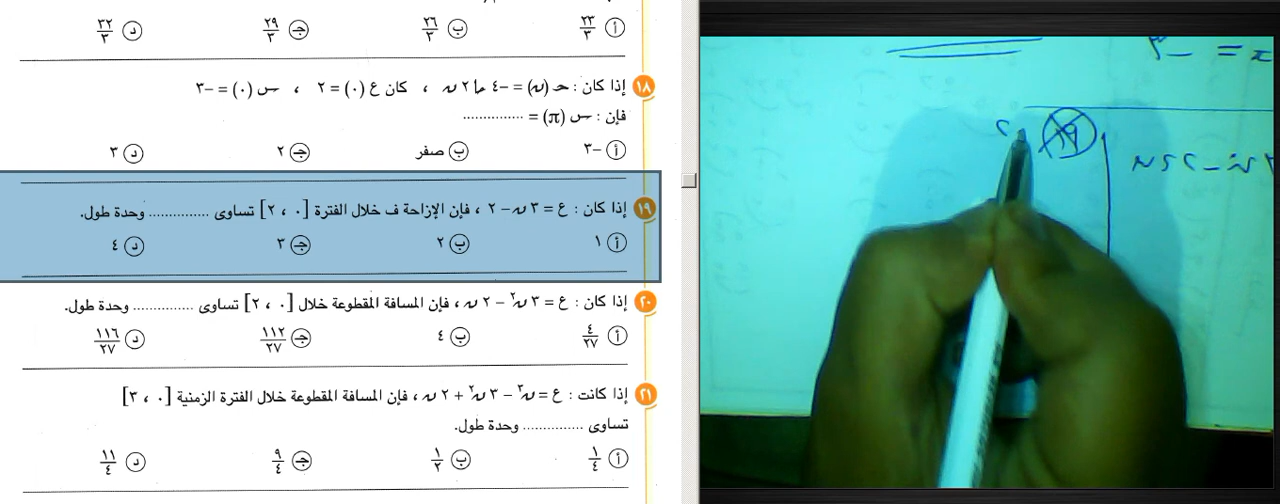 أ ٢٣/٣ ب ٢٦/٣ جـ ٢٩/٣ د ٣٢/٣
١٨ إذا كان : حـ (ن) = –٤ ما ٢ ن ، كان ع (٠) = ٢ ، س (٠) = –٣
فإن : س (π) = ...............
أ –٣ ب صفر جـ ٢ د ٣
١٩ إذا كان : ع = ٣ ن – ٢ ، فإن الإزاحة ف خلال الفترة [٠ ، ٢] تساوى ............... وحدة طول.
أ ١ ب ٢ جـ ٣ د ٤
٢٠ إذا كان : ع = ٣ ن٢ – ٢ ن ، فإن المسافة المقطوعة خلال [٠ ، ٢] تساوى ............... وحدة طول.
أ ٤/٢٧ ب ٤ جـ ١١٢/٢٧ د ١١٦/٢٧
٢١ إذا كانت : ع = ن٣ – ٣ ن٢ + ٢ ن ، فإن المسافة المقطوعة خلال الفترة الزمنية [٠ ، ٣]
تساوى ............... وحدة طول.
أ ١/٤ ب ١/٢ جـ ٩/٤ د ١١/٤
= –٣
١٩